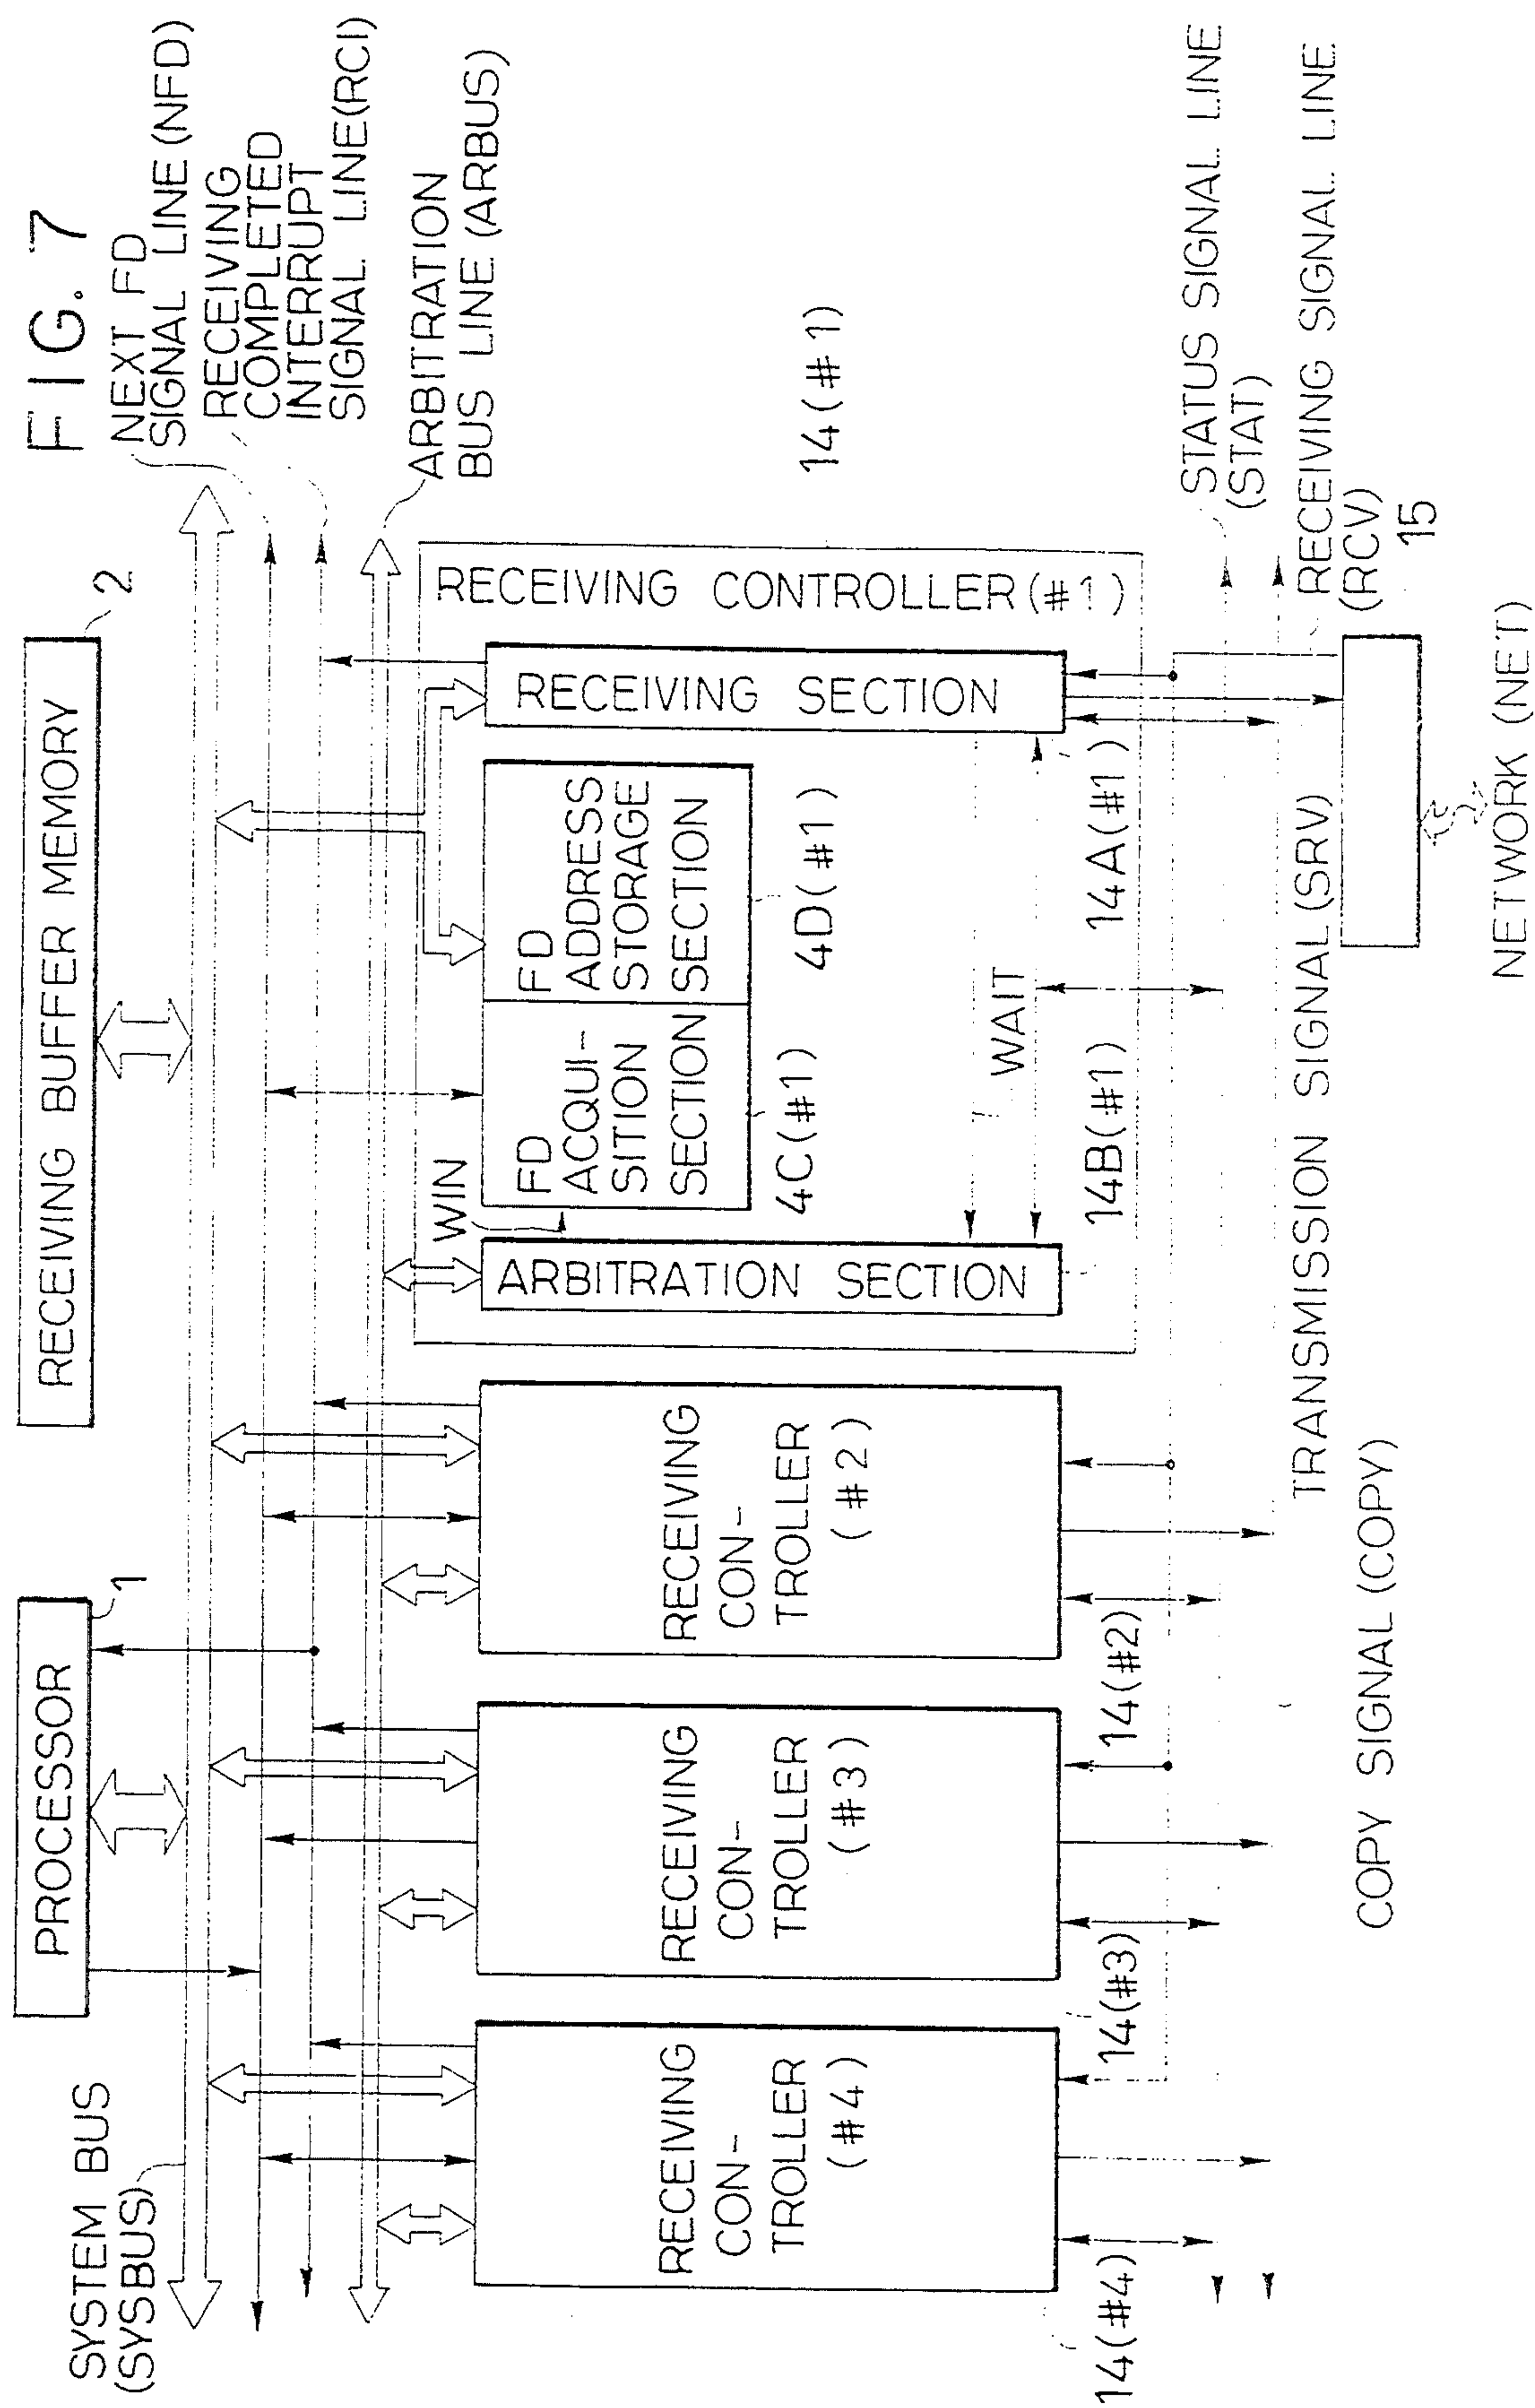 FIG. 7
NEXT FD
SIGNAL LINE (NFD)
RECEIVING
COMPLETED
INTERRUPT
SIGNAL LINE(RCI)
ARBITRATION
BUS LINE (ARBUS)
SYSTEM BUS
(SYSBUS)
PROCESSOR
1
RECEIVING BUFFER MEMORY
2
14(#1)
RECEIVING CONTROLLER(#1)
RECEIVING SECTION
FD
ADDRESS
STORAGE
SECTION
4D(#1)
FD
ACQUI-
SITION
SECTION
4C(#1)
WIN
ARBITRATION SECTION
WAIT
14A(#1)
14B(#1)
RECEIVING
CON-
TROLLER
(#2)
14(#2)
RECEIVING
CON-
TROLLER
(#3)
14(#3)
RECEIVING
CON-
TROLLER
(#4)
14(#4)
STATUS SIGNAL LINE
(STAT)
RECEIVING SIGNAL LINE
(RCV)
15
TRANSMISSION SIGNAL(SRV)
COPY SIGNAL(COPY)
NETWORK (NET)